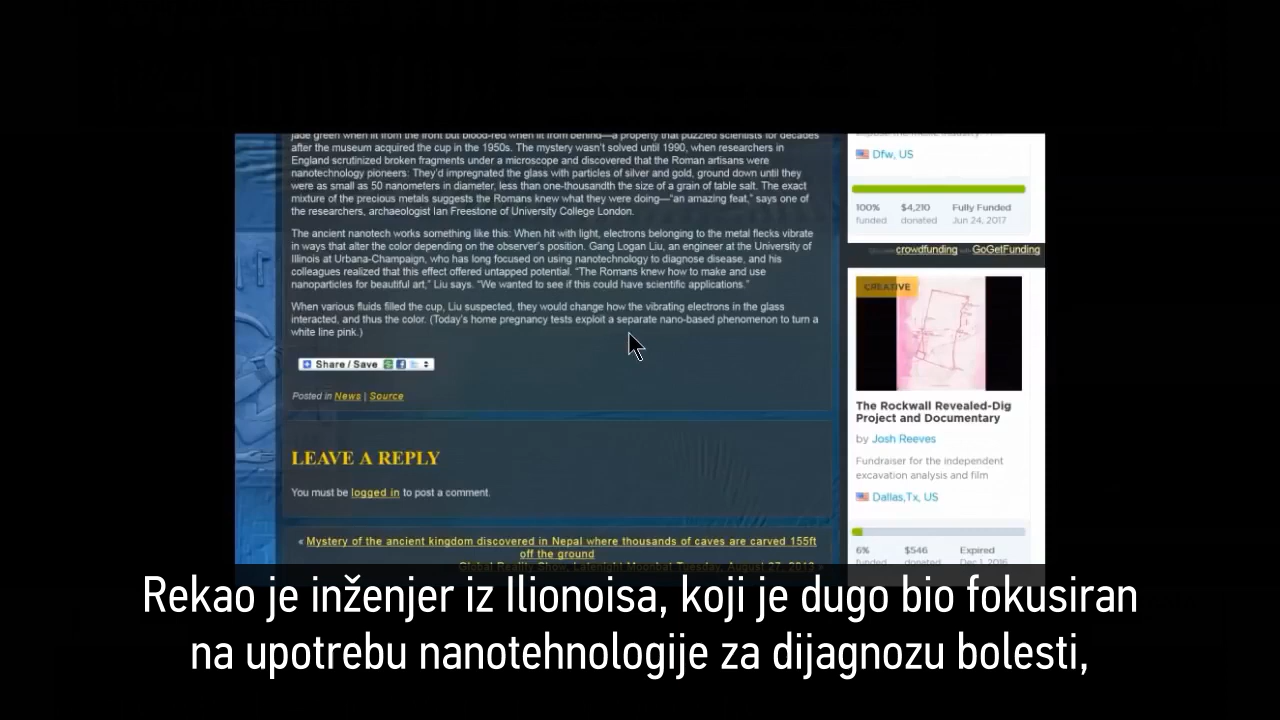 jade green when lit from the front but blood-red when lit from behind—a property that puzzled scientists for decades
after the museum acquired the cup in the 1950s. The mystery wasn't solved until 1990, when researchers in
England scrutinized broken fragments under a microscope and discovered that the Roman artisans were
nanotechnology pioneers: They'd impregnated the glass with particles of silver and gold, ground down until they
were as small as 50 nanometers in diameter, less than one-thousandth the size of a grain of table salt. The exact
mixture of the precious metals suggests the Romans knew what they were doing—"an amazing feat," says one of
the researchers, archaeologist Ian Freestone of University College London.
The ancient nanotech works something like this: When hit with light, electrons belonging to the metal flecks vibrate
in ways that alter the color depending on the observer's position. Gang Logan Liu, an engineer at the University of
Illinois at Urbana-Champaign, who has long focused on using nanotechnology to diagnose disease, and his
colleagues realized that this effect offered untapped potential. "The Romans knew how to make and use
nanoparticles for beautiful art," Liu says. "We wanted to see if this could have scientific applications."
When various fluids filled the cup, Liu suspected, they would change how the vibrating electrons in the glass
interacted, and thus the color. (Today's home pregnancy tests exploit a separate nano-based phenomenon to turn a
white line pink.)
Share / Save
Posted in News | Source
LEAVE A REPLY
You must be logged in to post a comment.
« Mystery of the ancient kingdom discovered in Nepal where thousands of caves are carved 155ft
off the ground
Global Reality Show, Latenight Moonbat Tuesday, August 27, 2013 »
Dfw, US
100% $4,210 Fully Funded
funded donated Jun 24, 2017
crowdfunding GoGetFunding
CREATIVE
The Rockwall Revealed-Dig
Project and Documentary
by Josh Reeves
Fundraiser for the independent
excavation analysis and film
Dallas,Tx, US
6% $546 Expired
funded donated Dec 1, 2016
Rekao je inženjer iz Ilionoisa, koji je dugo bio fokusiran
na upotrebu nanotehnologije za dijagnozu bolesti,